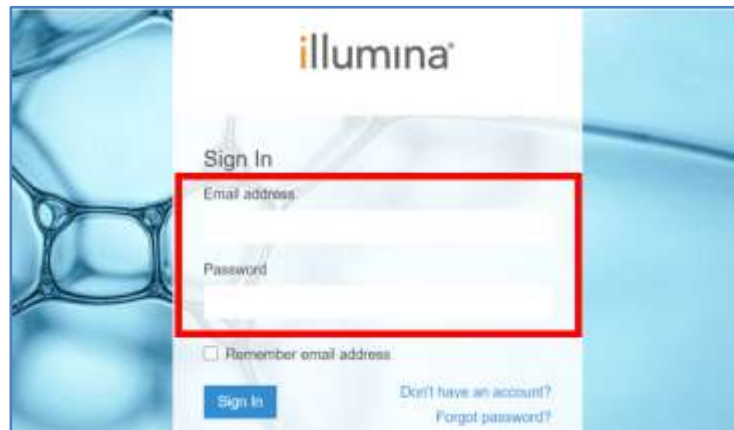 illumina®
Sign In
Email address
Password
Remember email address
Sign In
Don't have an account?
Forgot password?